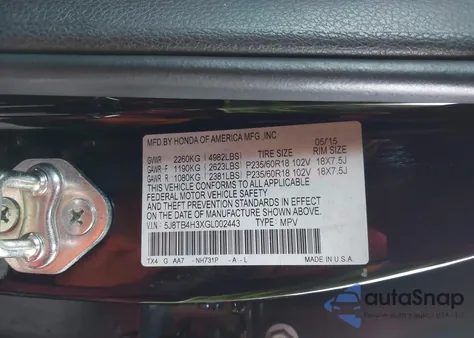 MFD.BY HONDA OF AMERICA MFG.,INC. 05/15
GVWR 2260KG (4982LBS) TIRE SIZE RIM SIZE
GAWR F 1190KG (2623LBS) P235/60R18 102V 18X7.5J
GAWR R 1080KG (2381LBS) P235/60R18 102V 18X7.5J
THIS VEHICLE CONFORMS TO ALL APPLICABLE
FEDERAL MOTOR VEHICLE SAFETY
AND THEFT PREVENTION STANDARDS IN EFFECT
ON THE DATE OF MANUFACTURE SHOWN ABOVE.
V.I.N: 5J8TB4H3XGL002443 TYPE: MPV
TX4 G AA7 - NH731P - A - L MADE IN U.S.A.
autoSnap